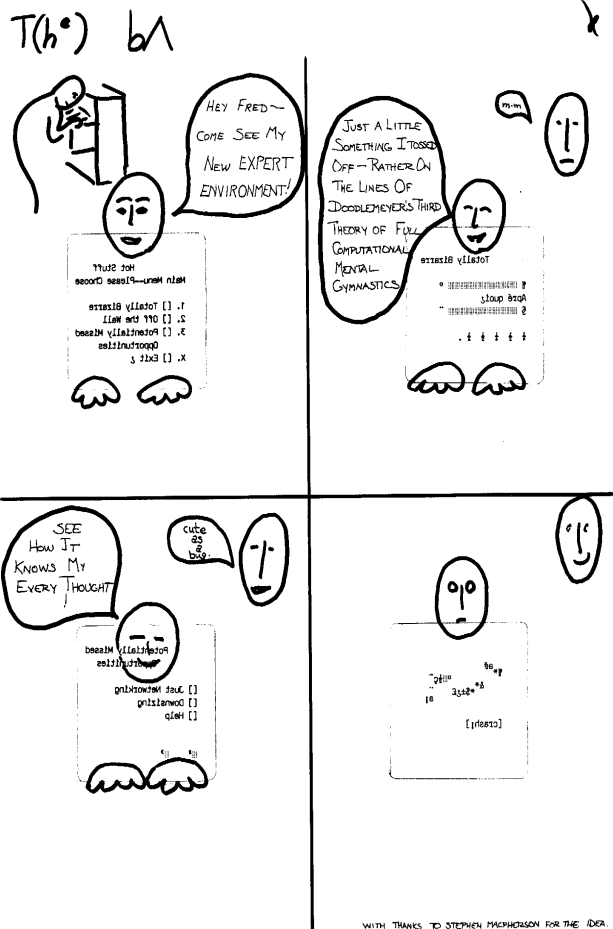 T(h*) b^
HEY FRED~
COME SEE MY
NEW EXPERT
ENVIRONMENT!
Hot Stuff
Main Menu--Please Choose
1. [] Totally Bizarre
2. [] Off the Wall
3. [] Potentially Missed
Opportunities
X. [] Exit ¿
m-m
JUST A LITTLE
SOMETHING I TOSSED
OFF — RATHER ON
THE LINES OF
DOODLEMEYER'S THIRD
THEORY OF FULL
COMPUTATIONAL
MENTAL
GYMNASTICS
Totally Bizarre
Apré quoi¿
SEE
HOW IT
KNOWS MY
EVERY THOUGHT!
cute
as
a
bug.
Potentially Missed
Opportunities
[] Just Networking
[] Downsizing
[] Help
[crash¡]
WITH THANKS TO STEPHEN MACPHERSON FOR THE IDEA.